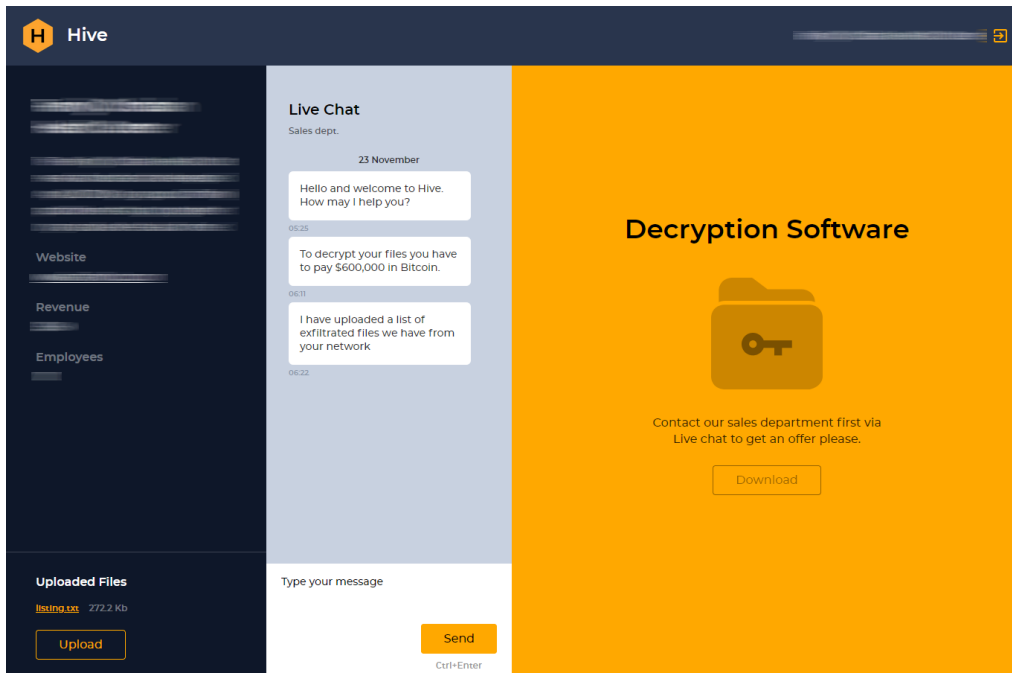 H Hive
Website
Revenue
Employees
Uploaded Files
listing.txt 272.2 Kb
Upload
Live Chat
Sales dept.
23 November
Hello and welcome to Hive.
How may I help you?
05:25
To decrypt your files you have
to pay $600,000 in Bitcoin.
06:11
I have uploaded a list of
exfiltrated files we have from
your network
06:22
Type your message
Send
Ctrl+Enter
Decryption Software
Contact our sales department first via
Live chat to get an offer please.
Download